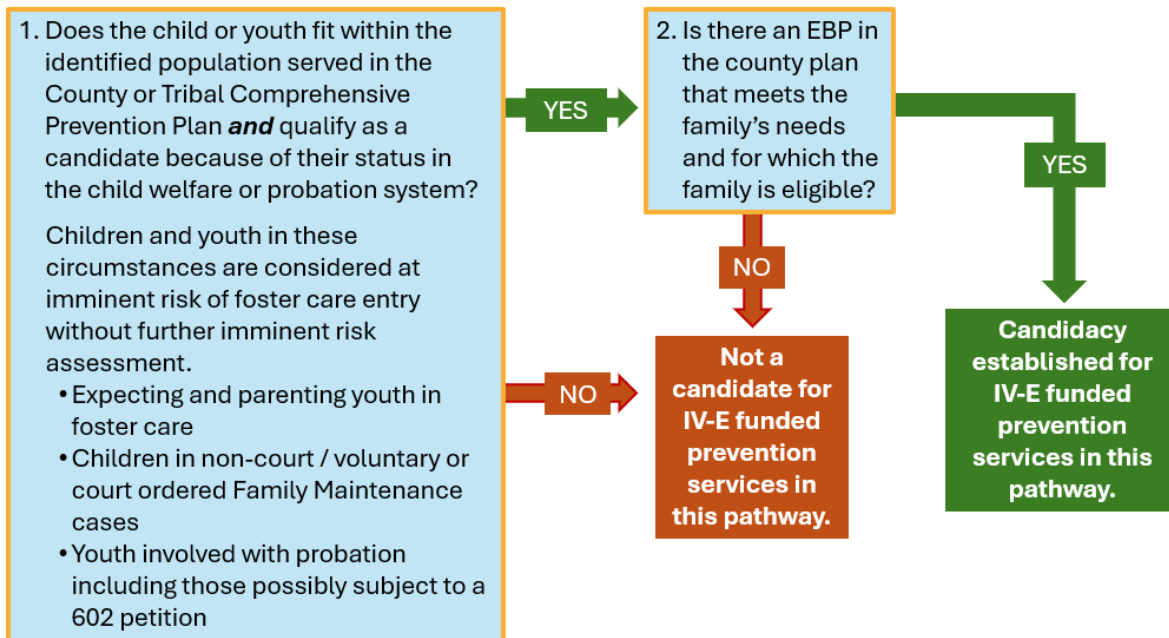 1. Does the child or youth fit within the
identified population served in the
County or Tribal Comprehensive
Prevention Plan and qualify as a
candidate because of their status in
the child welfare or probation system?
Children and youth in these
circumstances are considered at
imminent risk of foster care entry
without further imminent risk
assessment.
• Expecting and parenting youth in
foster care
• Children in non-court / voluntary or
court ordered Family Maintenance
cases
• Youth involved with probation
including those possibly subject to a
602 petition
YES
NO
2. Is there an EBP in
the county plan
that meets the
family’s needs
and for which the
family is eligible?
NO
YES
Not a
candidate for
IV-E funded
prevention
services in
this pathway.
Candidacy
established for
IV-E funded
prevention
services in this
pathway.